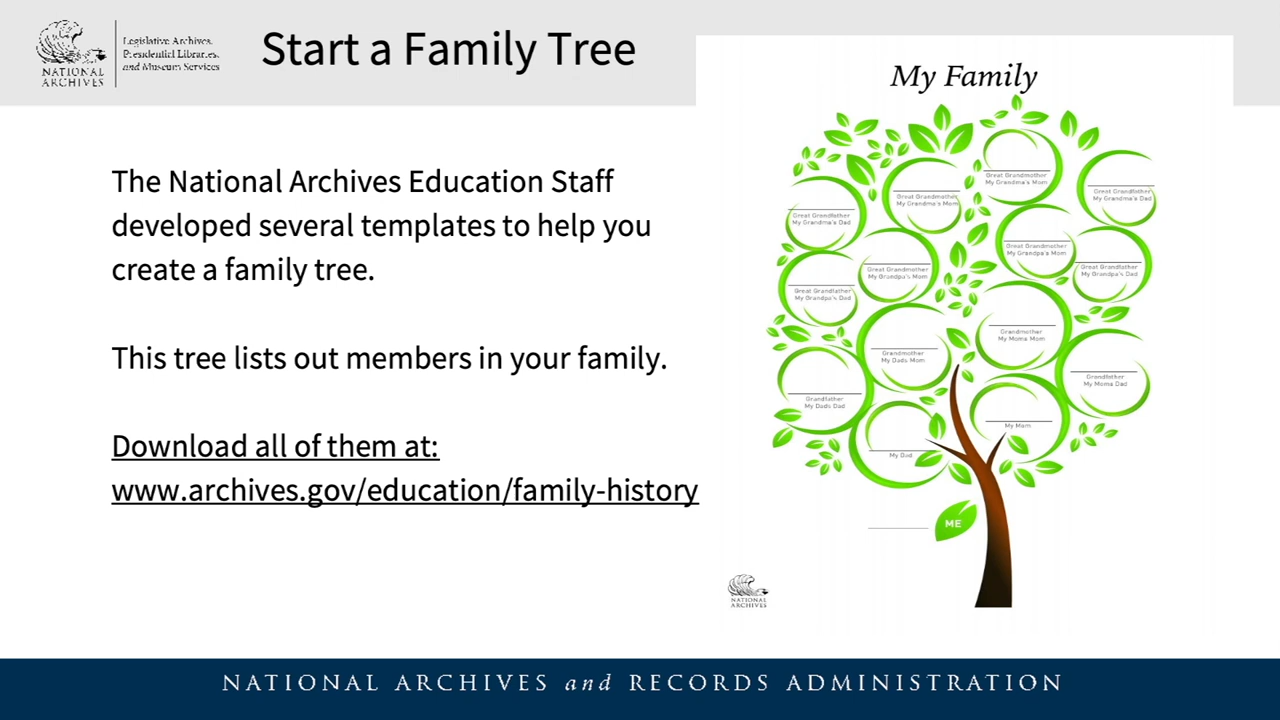 Legislative Archives,
Presidential Libraries,
and Museum Services
NATIONAL
ARCHIVES
Start a Family Tree
The National Archives Education Staff
developed several templates to help you
create a family tree.
This tree lists out members in your family.
Download all of them at:
www.archives.gov/education/family-history
My Family
Great Grandmother
My Grandma's Mom
Great Grandfather
My Grandma's Dad
Great Grandmother
My Grandma's Mom
Great Grandfather
My Grandma's Dad
Great Grandmother
My Grandpa's Mom
Great Grandfather
My Grandpa's Dad
Great Grandmother
My Grandpa's Mom
Great Grandfather
My Grandpa's Dad
Grandmother
My Moms Mom
Grandmother
My Dads Mom
Grandfather
My Moms Dad
Grandfather
My Dads Dad
My Mom
My Dad
ME
NATIONAL
ARCHIVES
NATIONAL ARCHIVES and RECORDS ADMINISTRATION